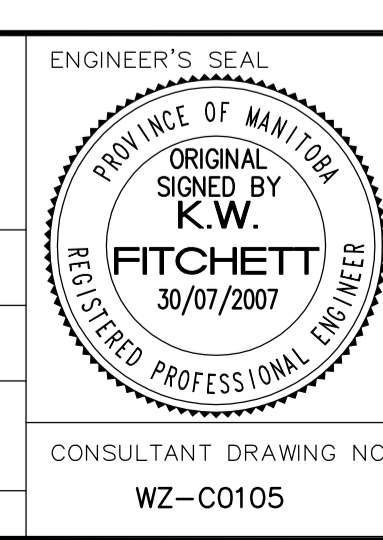 ENGINEER'S SEAL
PROVINCE OF MANITOBA
ORIGINAL
SIGNED BY
K.W.
FITCHETT
30/07/2007
REGISTERED PROFESSIONAL ENGINEER
CONSULTANT DRAWING NO
WZ-C0105